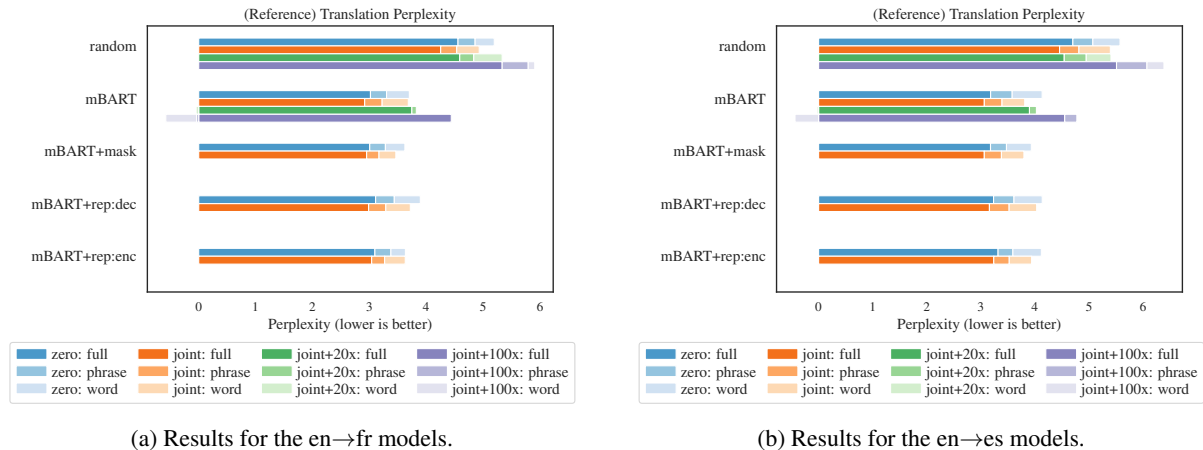 (Reference) Translation Perplexity
random
mBART
mBART+mask
mBART+rep:dec
mBART+rep:enc
0 1 2 3 4 5 6
Perplexity (lower is better)
zero: full joint: full joint+20x: full joint+100x: full
zero: phrase joint: phrase joint+20x: phrase joint+100x: phrase
zero: word joint: word joint+20x: word joint+100x: word
(a) Results for the en→fr models.
(Reference) Translation Perplexity
random
mBART
mBART+mask
mBART+rep:dec
mBART+rep:enc
0 1 2 3 4 5 6
Perplexity (lower is better)
zero: full joint: full joint+20x: full joint+100x: full
zero: phrase joint: phrase joint+20x: phrase joint+100x: phrase
zero: word joint: word joint+20x: word joint+100x: word
(b) Results for the en→es models.